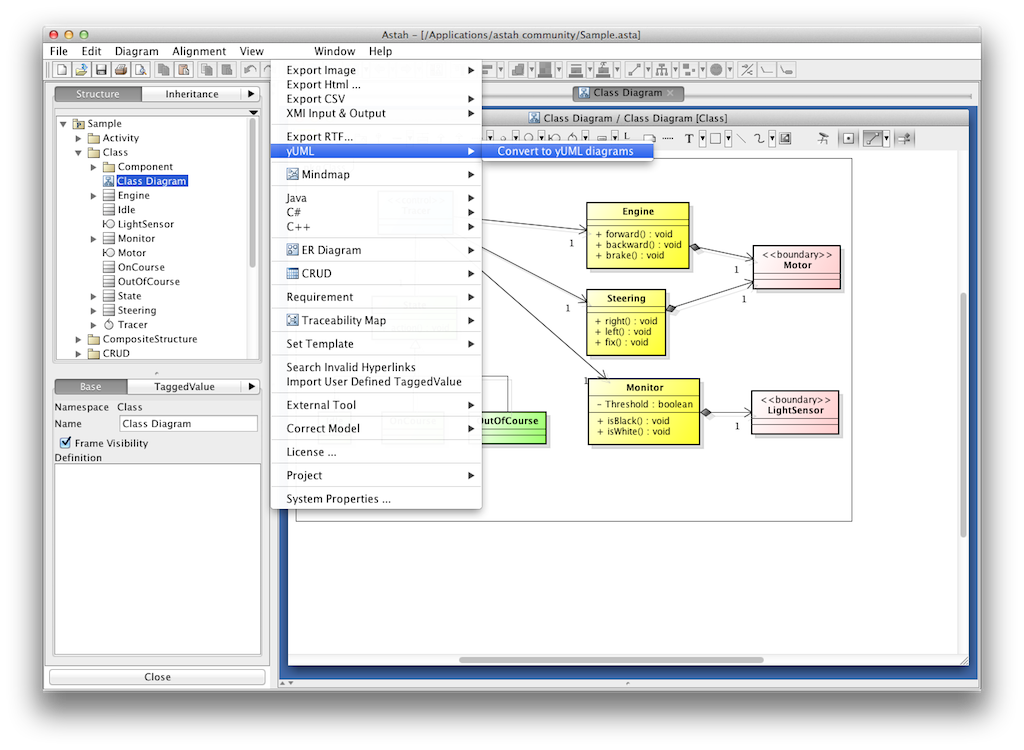 Astah - [/Applications/astah community/Sample.asta]
File Edit Diagram Alignment View Window Help
Structure Inheritance
Sample
Activity
Class
Component
Class Diagram
Engine
Idle
LightSensor
Monitor
Motor
OnCourse
OutOfCourse
State
Steering
Tracer
CompositeStructure
CRUD
Base TaggedValue
Namespace Class
Name Class Diagram
Frame Visibility
Definition
Close
Export Image
Export Html ...
Export CSV
XMI Input & Output
Export RTF...
yUML
Convert to yUML diagrams
Mindmap
Java
C#
C++
ER Diagram
CRUD
Requirement
Traceability Map
Set Template
Search Invalid Hyperlinks
Import User Defined TaggedValue
External Tool
Correct Model
License ...
Project
System Properties ...
Class Diagram
Class Diagram / Class Diagram [Class]
T
Engine
+ forward() : void
+ backward() : void
+ brake() : void
1
1
<<boundary>>
Motor
Steering
+ right() : void
+ left() : void
+ fix() : void
1
1
Monitor
- Threshold : boolean
+ isBlack() : void
+ isWhite() : void
1
1
<<boundary>>
LightSensor
OutOfCourse